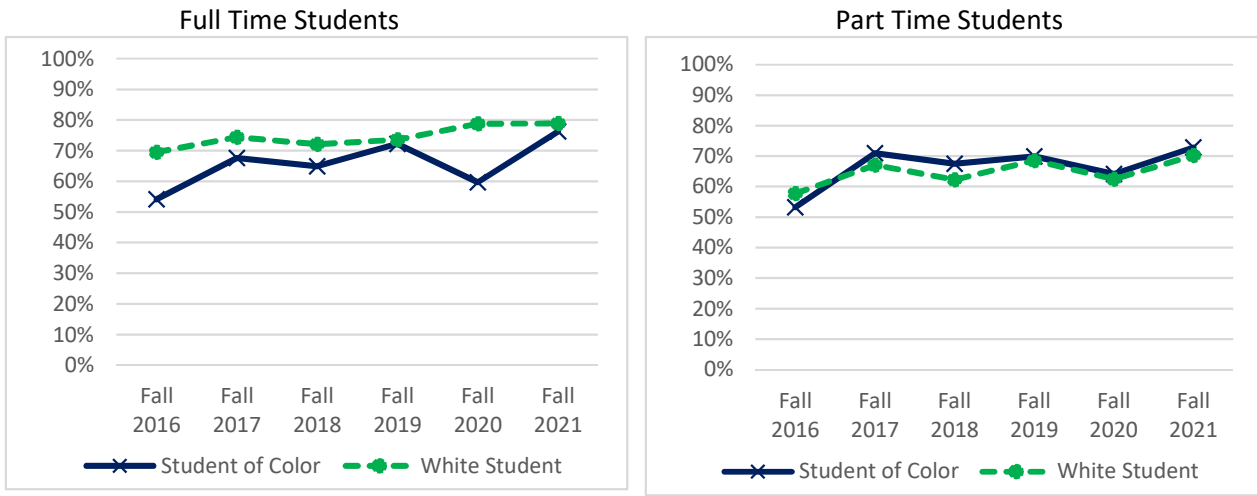 Full Time Students
100%
90%
80%
70%
60%
50%
40%
30%
20%
10%
0%
Fall 2016
Fall 2017
Fall 2018
Fall 2019
Fall 2020
Fall 2021
Student of Color
White Student
Part Time Students
100%
90%
80%
70%
60%
50%
40%
30%
20%
10%
0%
Fall 2016
Fall 2017
Fall 2018
Fall 2019
Fall 2020
Fall 2021
Student of Color
White Student